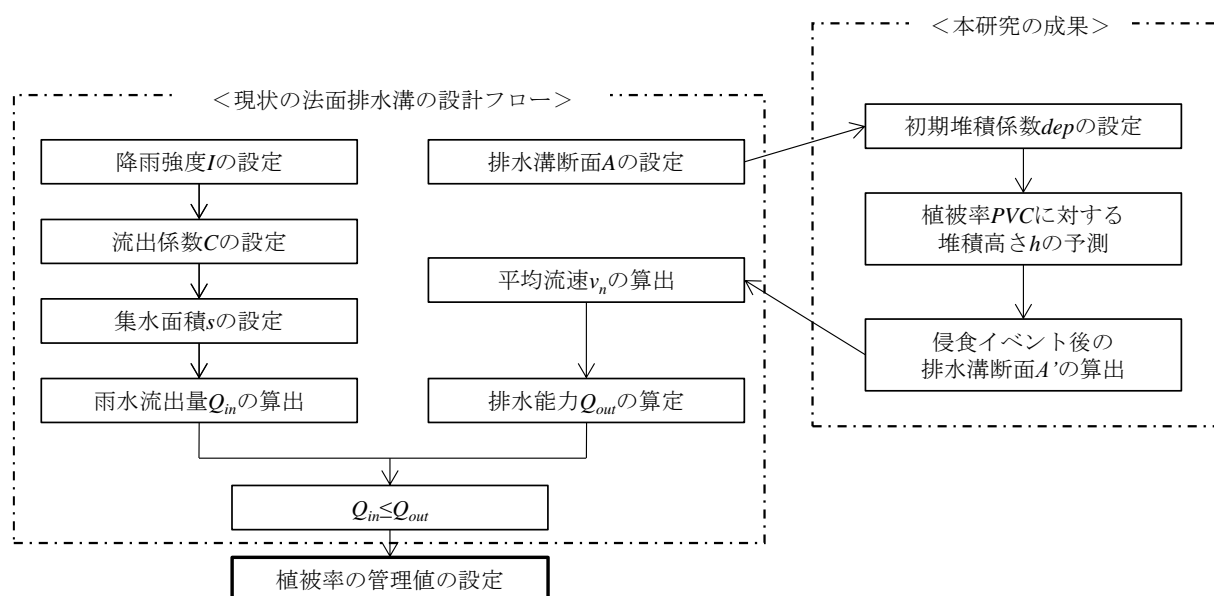 ＜本研究の成果＞
＜現状の法面排水溝の設計フロー＞
降雨強度Iの設定
流出係数Cの設定
集水面積sの設定
雨水流出量Qinの算出
排水溝断面Aの設定
初期堆積係数depの設定
植被率PVCに対する
堆積高さhの予測
侵食イベント後の
排水溝断面A’の算出
平均流速vnの算出
排水能力Qoutの算定
Qin≤Qout
植被率の管理値の設定